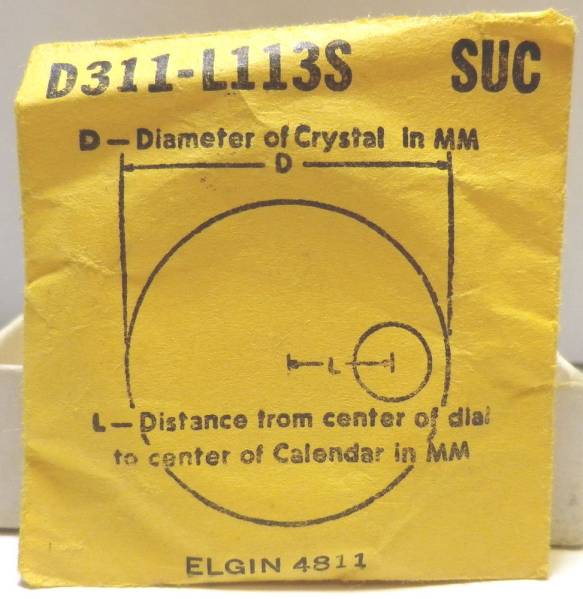 D311-L113S SUC
D—Diameter of Crystal in MM
D
L
L—Distance from center of dial
to center of Calendar in MM
ELGIN 4811